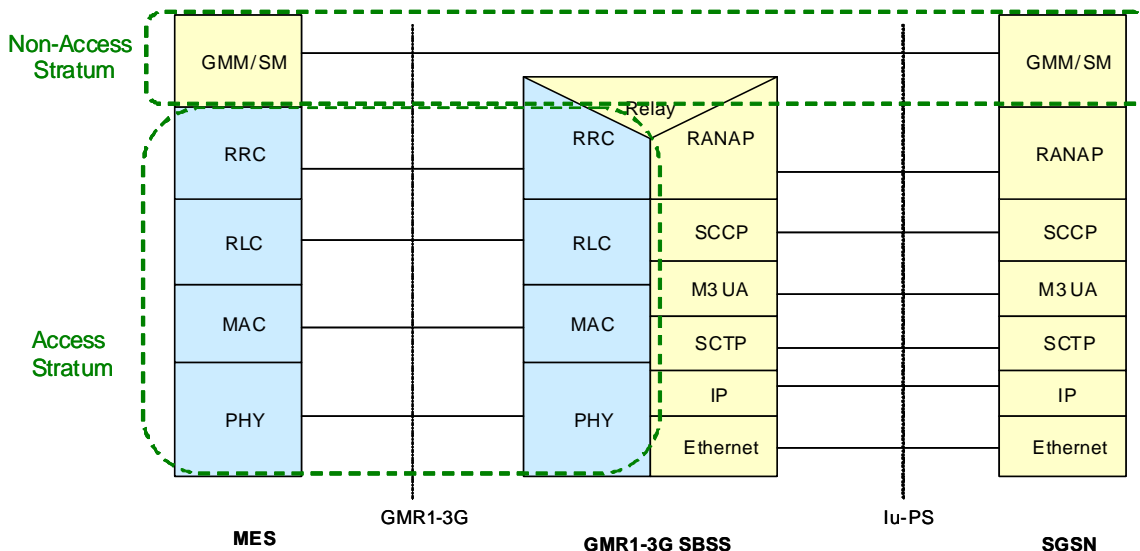 Non-Access
Stratum
GMM/SM
GMM/SM
Relay
RRC
RRC
RANAP
RANAP
RLC
RLC
SCCP
SCCP
M3UA
M3UA
MAC
MAC
SCTP
SCTP
Access
Stratum
IP
IP
PHY
PHY
Ethernet
Ethernet
GMR1-3G
Iu-PS
MES
GMR1-3G SBSS
SGSN